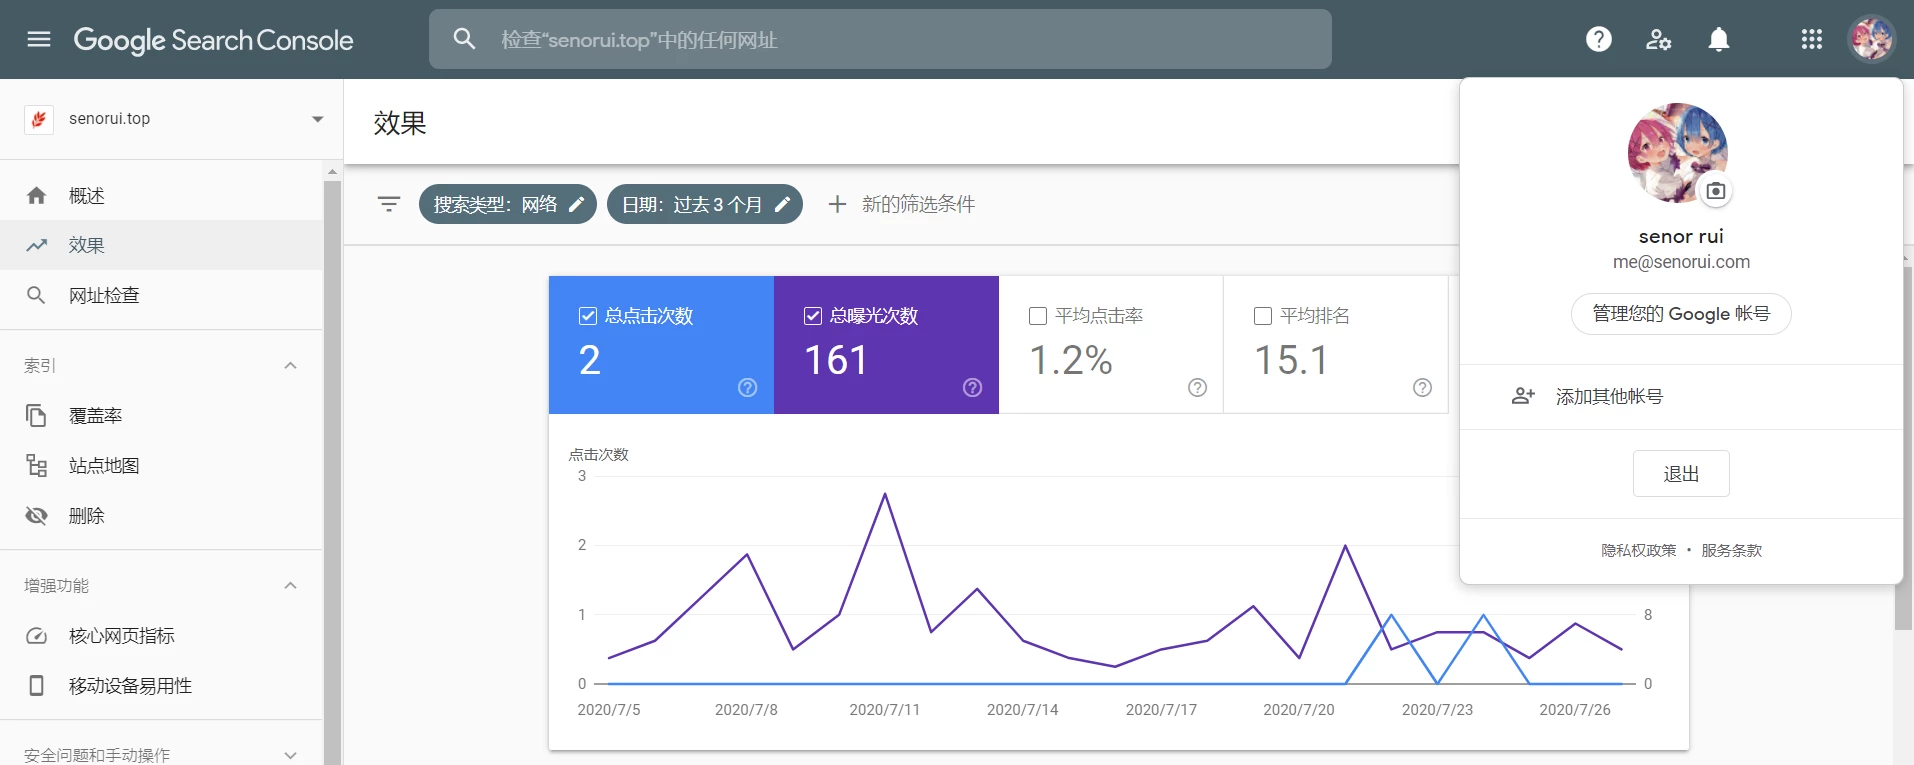 Google Search Console
检查“senorui.top”中的任何网址
senorui.top
概述
效果
网址检查
索引
覆盖率
站点地图
删除
增强功能
核心网页指标
移动设备易用性
安全问题和手动操作
效果
搜索类型：网络
日期：过去 3 个月
新的筛选条件
总点击次数
2
总曝光次数
161
平均点击率
1.2%
平均排名
15.1
点击次数
3
2
1
0
8
0
2020/7/5
2020/7/8
2020/7/11
2020/7/14
2020/7/17
2020/7/20
2020/7/23
2020/7/26
senor rui
me@senorui.com
管理您的 Google 帐号
添加其他帐号
退出
隐私权政策 • 服务条款